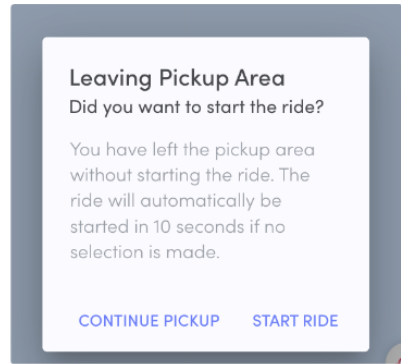 Leaving Pickup Area
Did you want to start the ride?
You have left the pickup area
without starting the ride. The
ride will automatically be
started in 10 seconds if no
selection is made.
CONTINUE PICKUP START RIDE